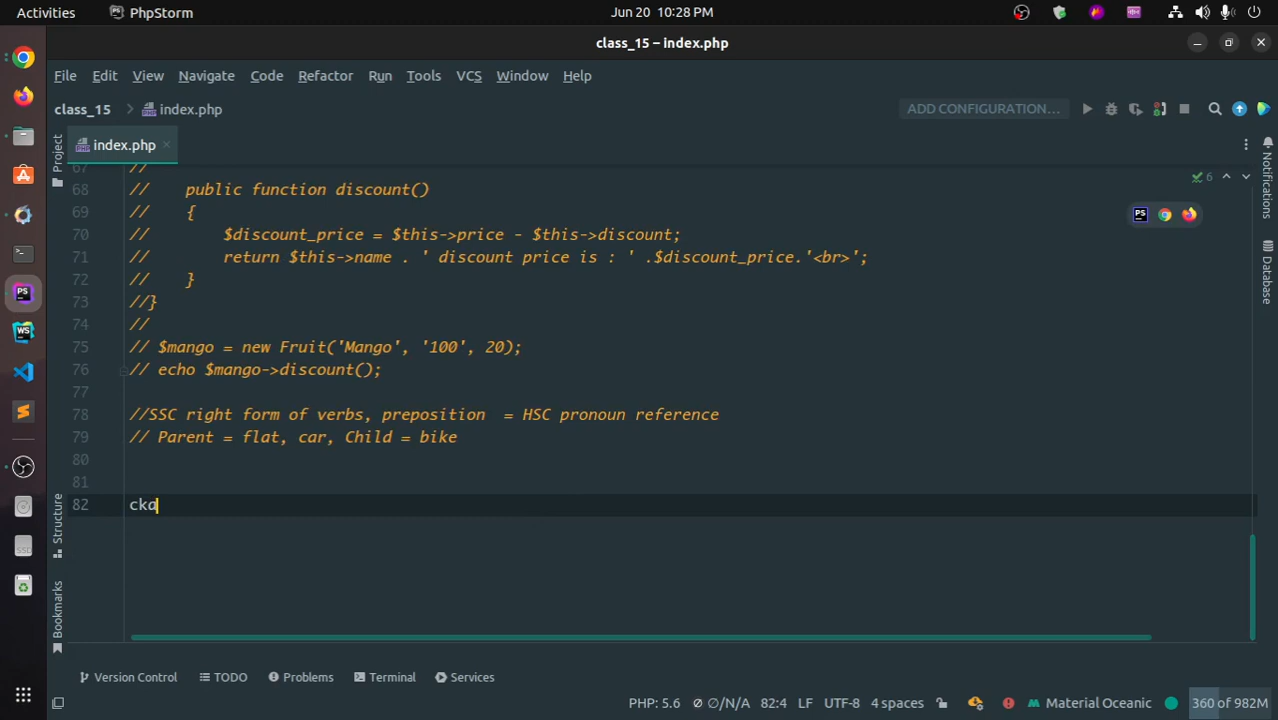 Activities
PhpStorm
Jun 20 10:28 PM
class_15 – index.php
File Edit View Navigate Code Refactor Run Tools VCS Window Help
class_15 index.php
ADD CONFIGURATION...
Project
index.php
Notifications
6
67 //
68 // public function discount()
69 // {
70 // $discount_price = $this->price - $this->discount;
71 // return $this->name . ' discount price is : ' .$discount_price.'<br>';
72 // }
73 //}
74 //
75 // $mango = new Fruit('Mango', '100', 20);
76 // echo $mango->discount();
77
78 //SSC right form of verbs, preposition  = HSC pronoun reference
79 // Parent = flat, car, Child = bike
80
81
82 cka
Database
Structure
Bookmarks
Version Control TODO Problems Terminal Services
PHP: 5.6 ∅/N/A 82:4 LF UTF-8 4 spaces Material Oceanic 360 of 982M